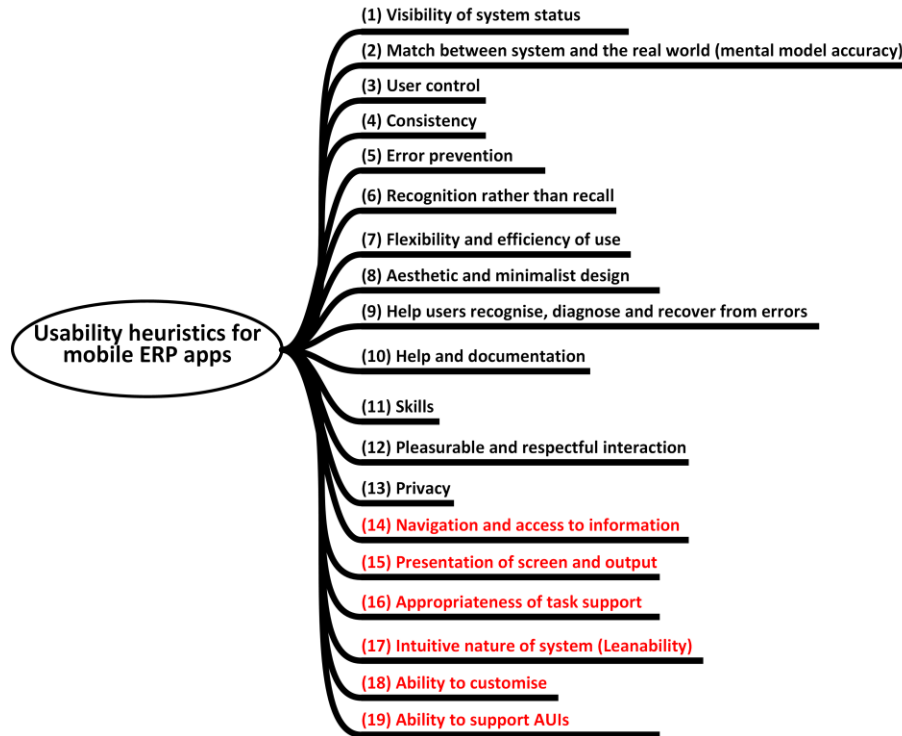 (1) Visibility of system status
(2) Match between system and the real world (mental model accuracy)
(3) User control
(4) Consistency
(5) Error prevention
(6) Recognition rather than recall
(7) Flexibility and efficiency of use
(8) Aesthetic and minimalist design
(9) Help users recognise, diagnose and recover from errors
Usability heuristics for
mobile ERP apps
(10) Help and documentation
(11) Skills
(12) Pleasurable and respectful interaction
(13) Privacy
(14) Navigation and access to information
(15) Presentation of screen and output
(16) Appropriateness of task support
(17) Intuitive nature of system (Leanability)
(18) Ability to customise
(19) Ability to support AUIs